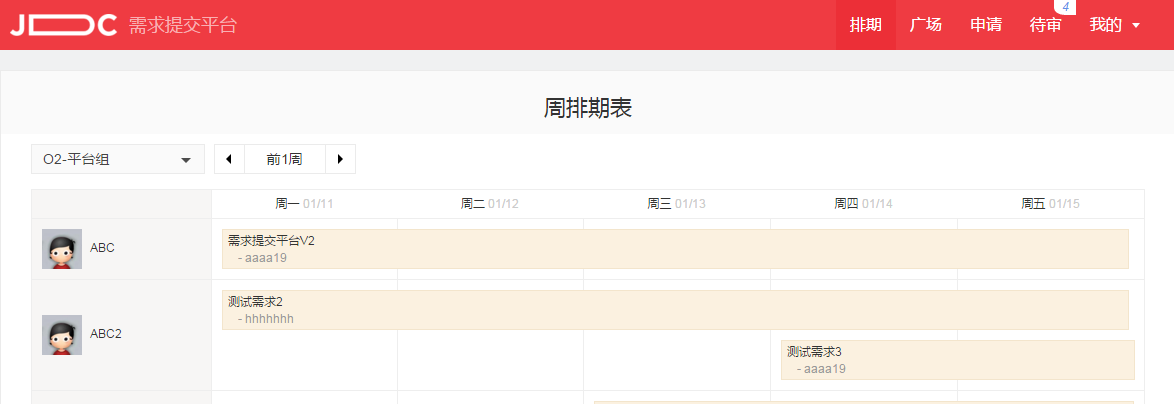 JDC 需求提交平台 排期 广场 申请 待审 4 我的
周排期表
O2-平台组 前1周
周一 01/11 周二 01/12 周三 01/13 周四 01/14 周五 01/15
ABC
需求提交平台V2
- aaaa19
ABC2
测试需求2
- hhhhhhh
测试需求3
- aaaa19